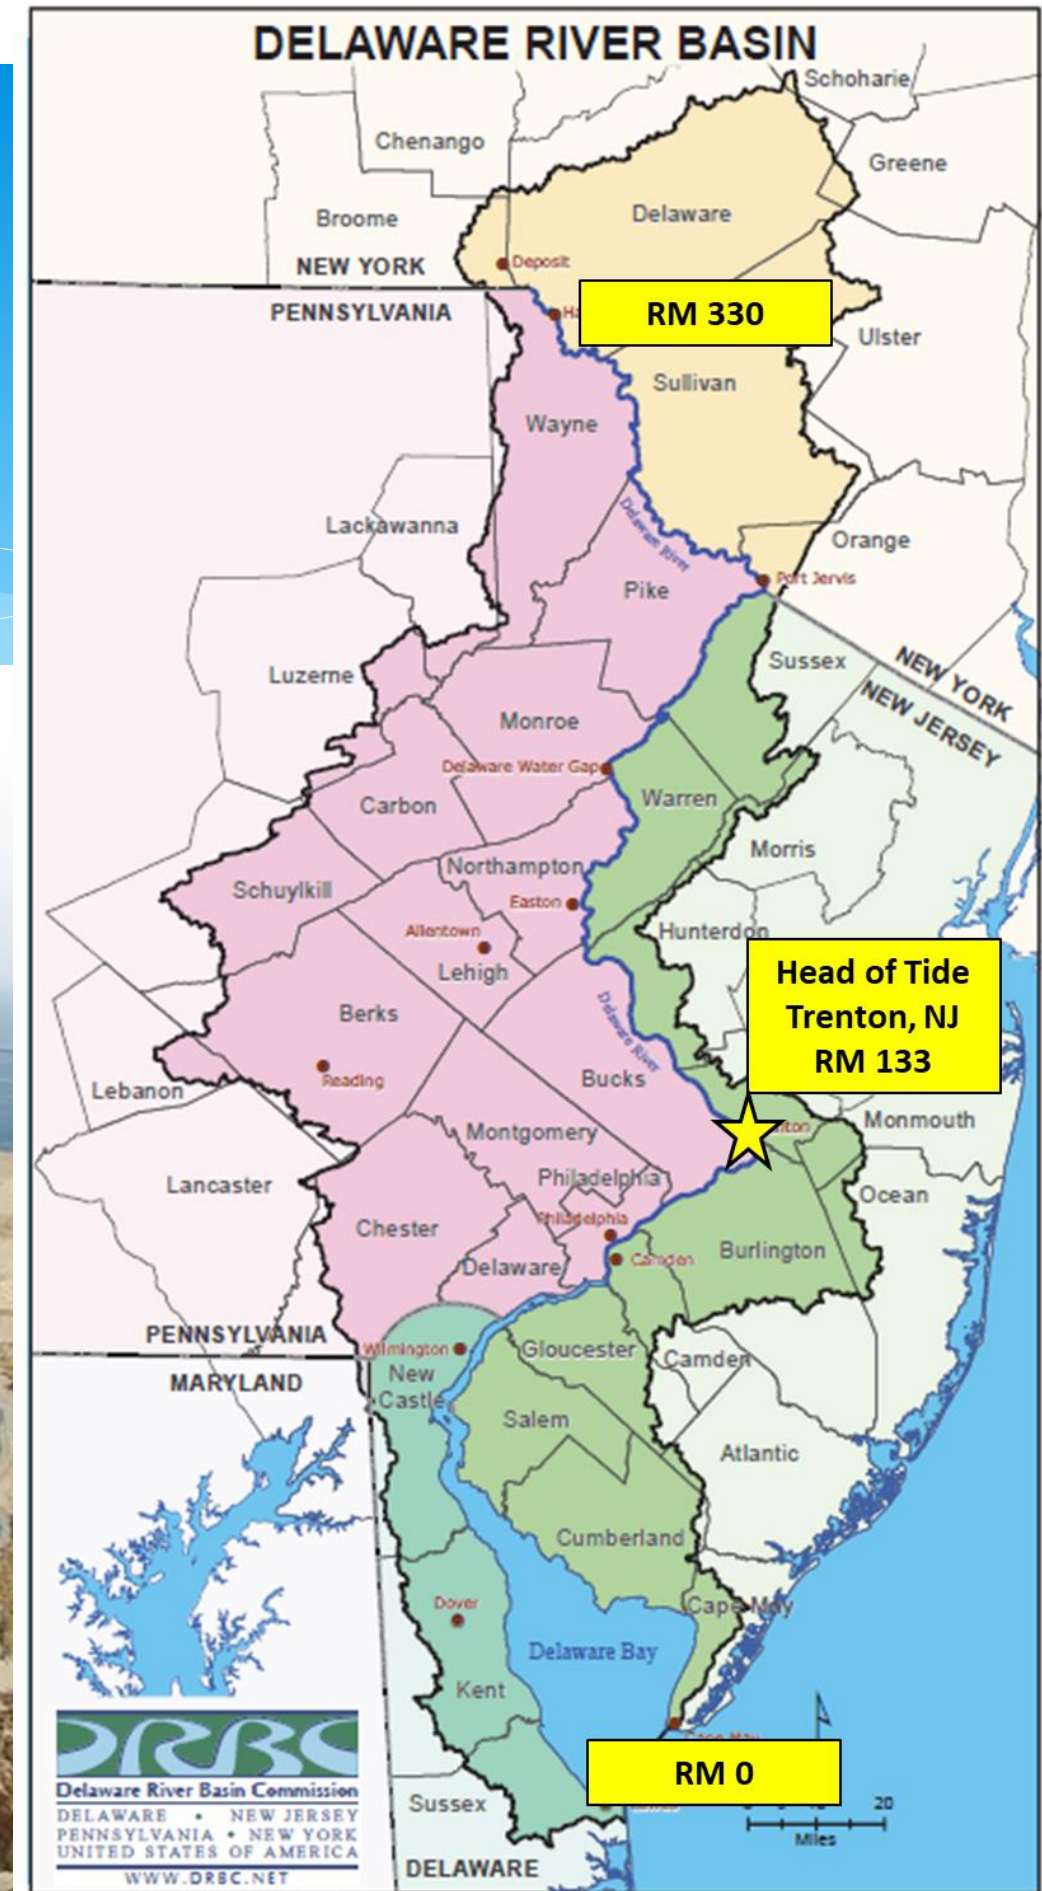 DELAWARE RIVER BASIN
Schoharie
Chenango
Greene
Delaware
Broome
Deposit
NEW YORK
PENNSYLVANIA
RM 330
Ulster
Sullivan
Wayne
Lackawanna
Delaware River
Orange
Port Jervis
Pike
Sussex
Luzerne
NEW YORK
NEW JERSEY
Monroe
Delaware Water Gap
Warren
Carbon
Morris
Northampton
Schuylkill
Easton
Allentown
Hunterdon
Lehigh
Head of Tide
Trenton, NJ
RM 133
Berks
Delaware River
Reading
Bucks
Lebanon
Monmouth
Montgomery
Philadelphia
Lancaster
Ocean
Philadelphia
Chester
Burlington
Camden
Delaware
PENNSYLVANIA
Wilmington
Gloucester
Camden
MARYLAND
New
Castle
Salem
Atlantic
Cumberland
Dover
Cape May
Delaware Bay
Kent
RM 0
DRBC
Delaware River Basin Commission
DELAWARE • NEW JERSEY
PENNSYLVANIA • NEW YORK
UNITED STATES OF AMERICA
WWW.DRBC.NET
Sussex
20
Miles
DELAWARE